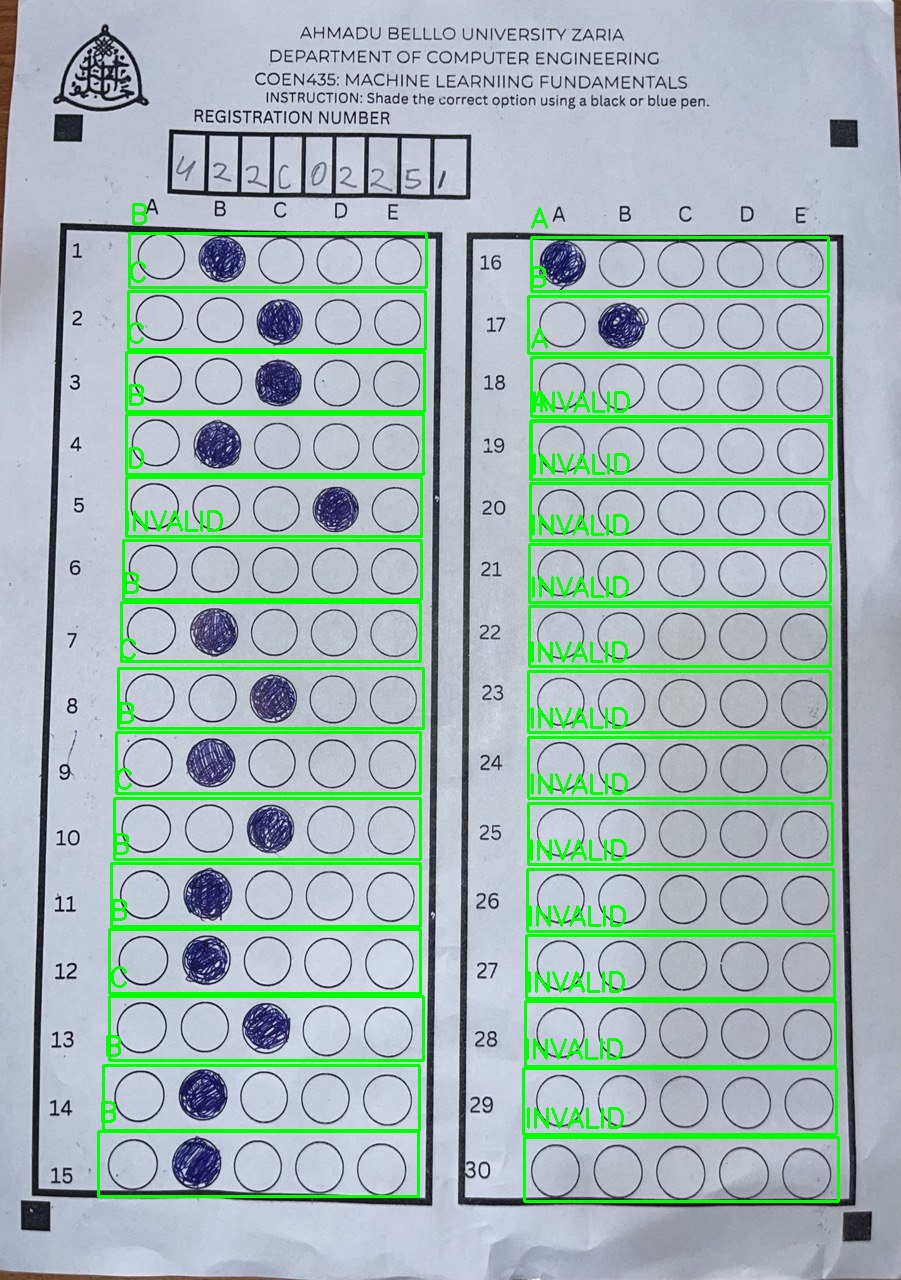 AHMADU BELLLO UNIVERSITY ZARIA
DEPARTMENT OF COMPUTER ENGINEERING
COEN435: MACHINE LEARNIING FUNDAMENTALS
INSTRUCTION: Shade the correct option using a black or blue pen.
REGISTRATION NUMBER
4 2 2 C 0 2 2 5 1
A B C D E
B
1
C
2
C
3
B
4
D
5
INVALID
6
B
7
C
8
B
9
C
10
B
11
B
12
C
13
B
14
B
15
A B C D E
A
16
B
17
A
18
INVALID
19
INVALID
20
INVALID
21
INVALID
22
INVALID
23
INVALID
24
INVALID
25
INVALID
26
INVALID
27
INVALID
28
INVALID
29
INVALID
30